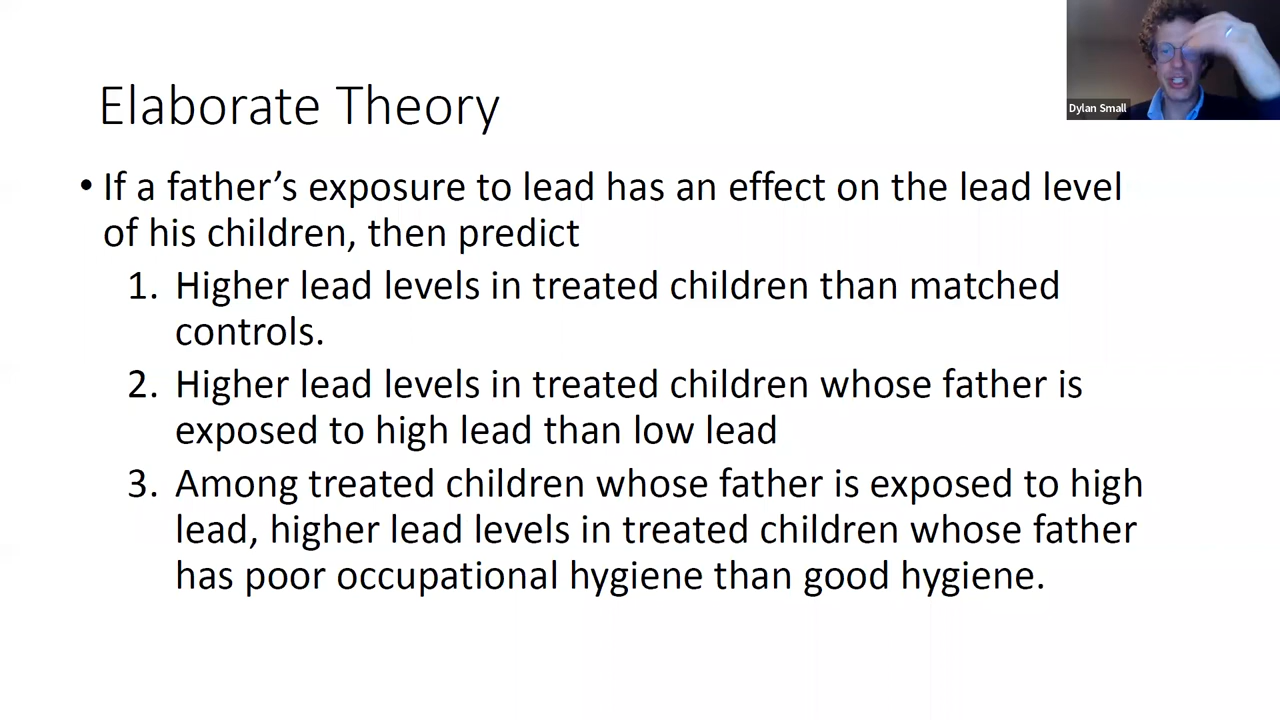 Dylan Small
Elaborate Theory
• If a father’s exposure to lead has an effect on the lead level
of his children, then predict
1. Higher lead levels in treated children than matched
controls.
2. Higher lead levels in treated children whose father is
exposed to high lead than low lead
3. Among treated children whose father is exposed to high
lead, higher lead levels in treated children whose father
has poor occupational hygiene than good hygiene.